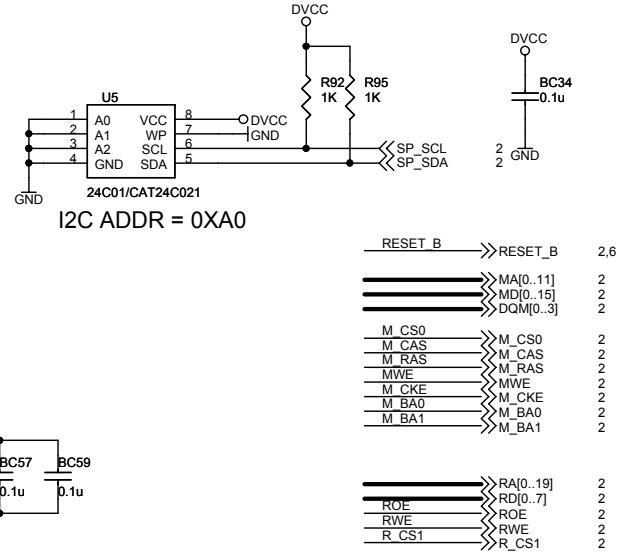 DVCC
R92
1K
R95
1K
DVCC
BC34
0.1u
GND
U5
1 A0 VCC 8 DVCC
2 A1 WP 7 GND
3 A2 SCL 6 SP_SCL 2
4 GND SDA 5 SP_SDA 2
GND
24C01/CAT24C021
I2C ADDR = 0XA0
RESET_B RESET_B 2,6
MA[0..11] 2
MD[0..15] 2
DQM[0..3] 2
M_CS0 M_CS0 2
M_CAS M_CAS 2
M_RAS M_RAS 2
MWE MWE 2
M_CKE M_CKE 2
M_BA0 M_BA0 2
M_BA1 M_BA1 2
BC57 BC59
0.1u 0.1u
RA[0..19] 2
RD[0..7] 2
ROE ROE 2
RWE RWE 2
R_CS1 R_CS1 2